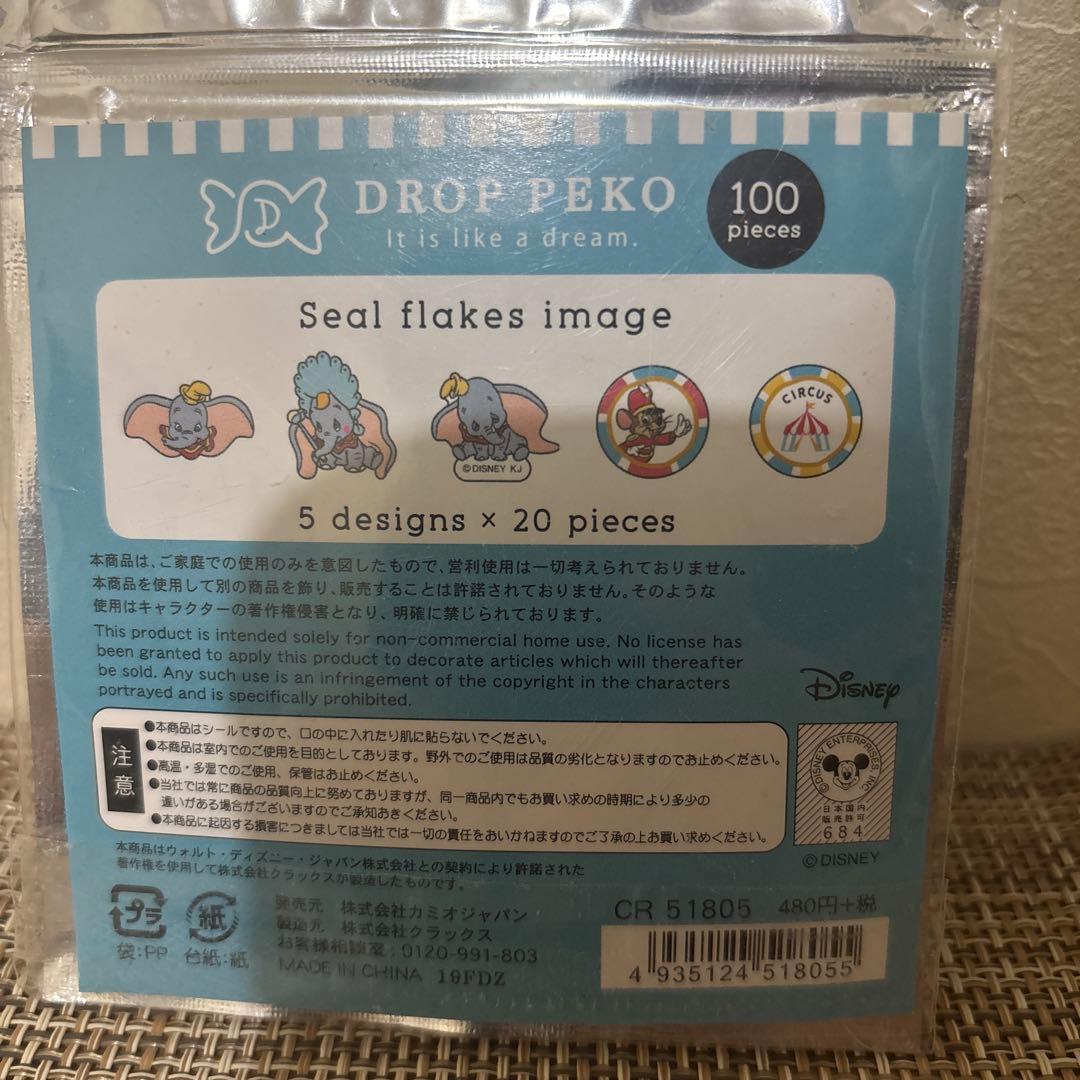 D
DROP PEKO
It is like a dream.
100
pieces
Seal flakes image
©DISNEY KJ
CIRCUS
5 designs × 20 pieces
本商品は、ご家庭での使用のみを意図したもので、営利使用は一切考えられておりません。
本商品を使用して別の商品を飾り、販売することは許諾されておりません。そのような
使用はキャラクターの著作権侵害となり、明確に禁じられております。
This product is intended solely for non-commercial home use. No license has
been granted to apply this product to decorate articles which will thereafter
be sold. Any such use is an infringement of the copyright in the characters
portrayed and is specifically prohibited.
Disney
注意
●本商品はシールですので、口の中に入れたり肌に貼らないでください。
●本商品は室内でのご使用を目的としております。野外でのご使用は品質の劣化となりますのでお止めください。
●高温・多湿でのご使用、保管はお止めください。
●当社では常に商品の品質向上に努めておりますが、同一商品内でもお買い求めの時期により多少の
違いがある場合がございますのでご承知おきください。
●本商品に起因する損害につきましては当社では一切の責任をおいかねますのでご了承の上お買い求めください。
©DISNEY ENTERPRISES INC
日本国内
販売許可
684
©DISNEY
本商品はウォルト・ディズニー・ジャパン株式会社との契約により許諾された
著作権を使用して株式会社クラックスが製造したものです。
プラ
紙
袋:PP 台紙:紙
発売元 株式会社カミオジャパン
製造元 株式会社クラックス
お客様相談室:0120-991-803
MADE IN CHINA 19FDZ
CR 51805 480円+税
4 935124 518055